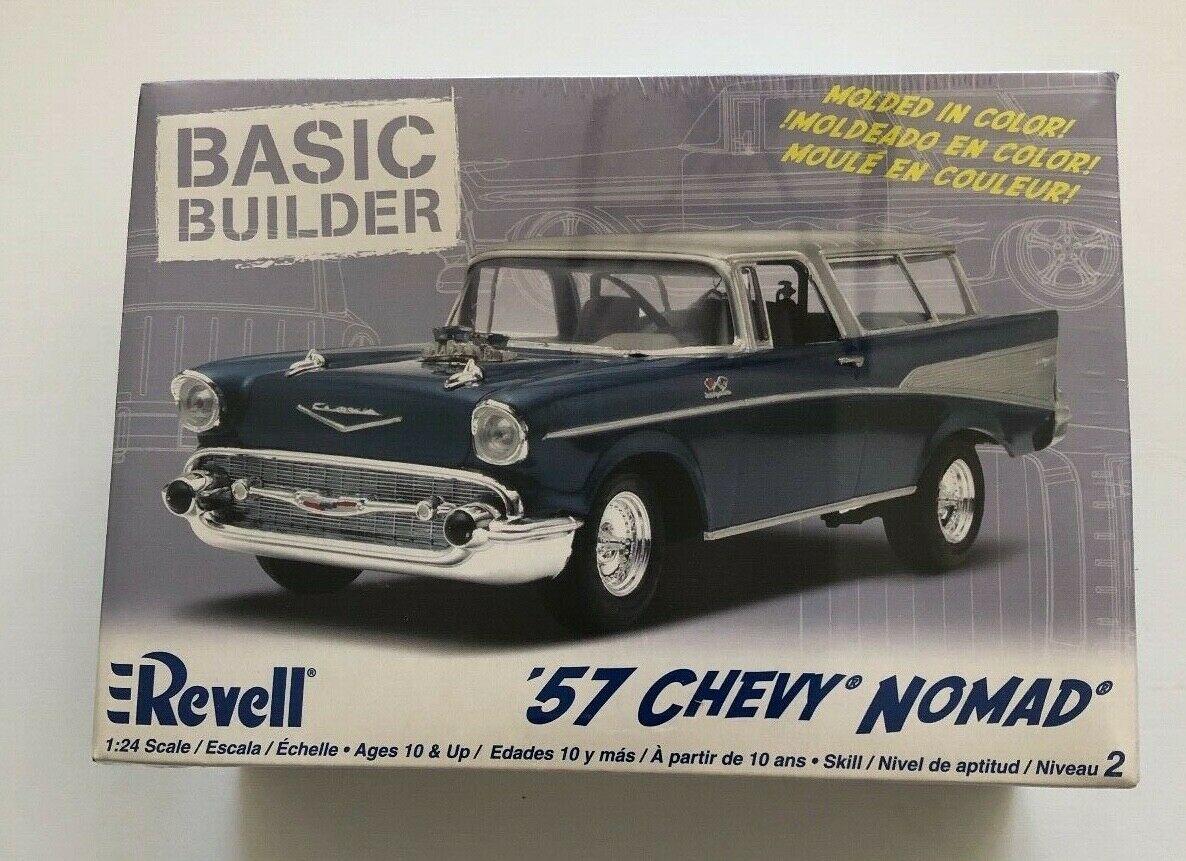 BASIC
BUILDER
MOLDED IN COLOR!
!MOLDEADO EN COLOR!
MOULÉ EN COULEUR!
Revell®
'57 CHEVY® NOMAD®
1:24 Scale / Escala / Échelle • Ages 10 & Up / Edades 10 y más / À partir de 10 ans • Skill / Nivel de aptitud / Niveau 2